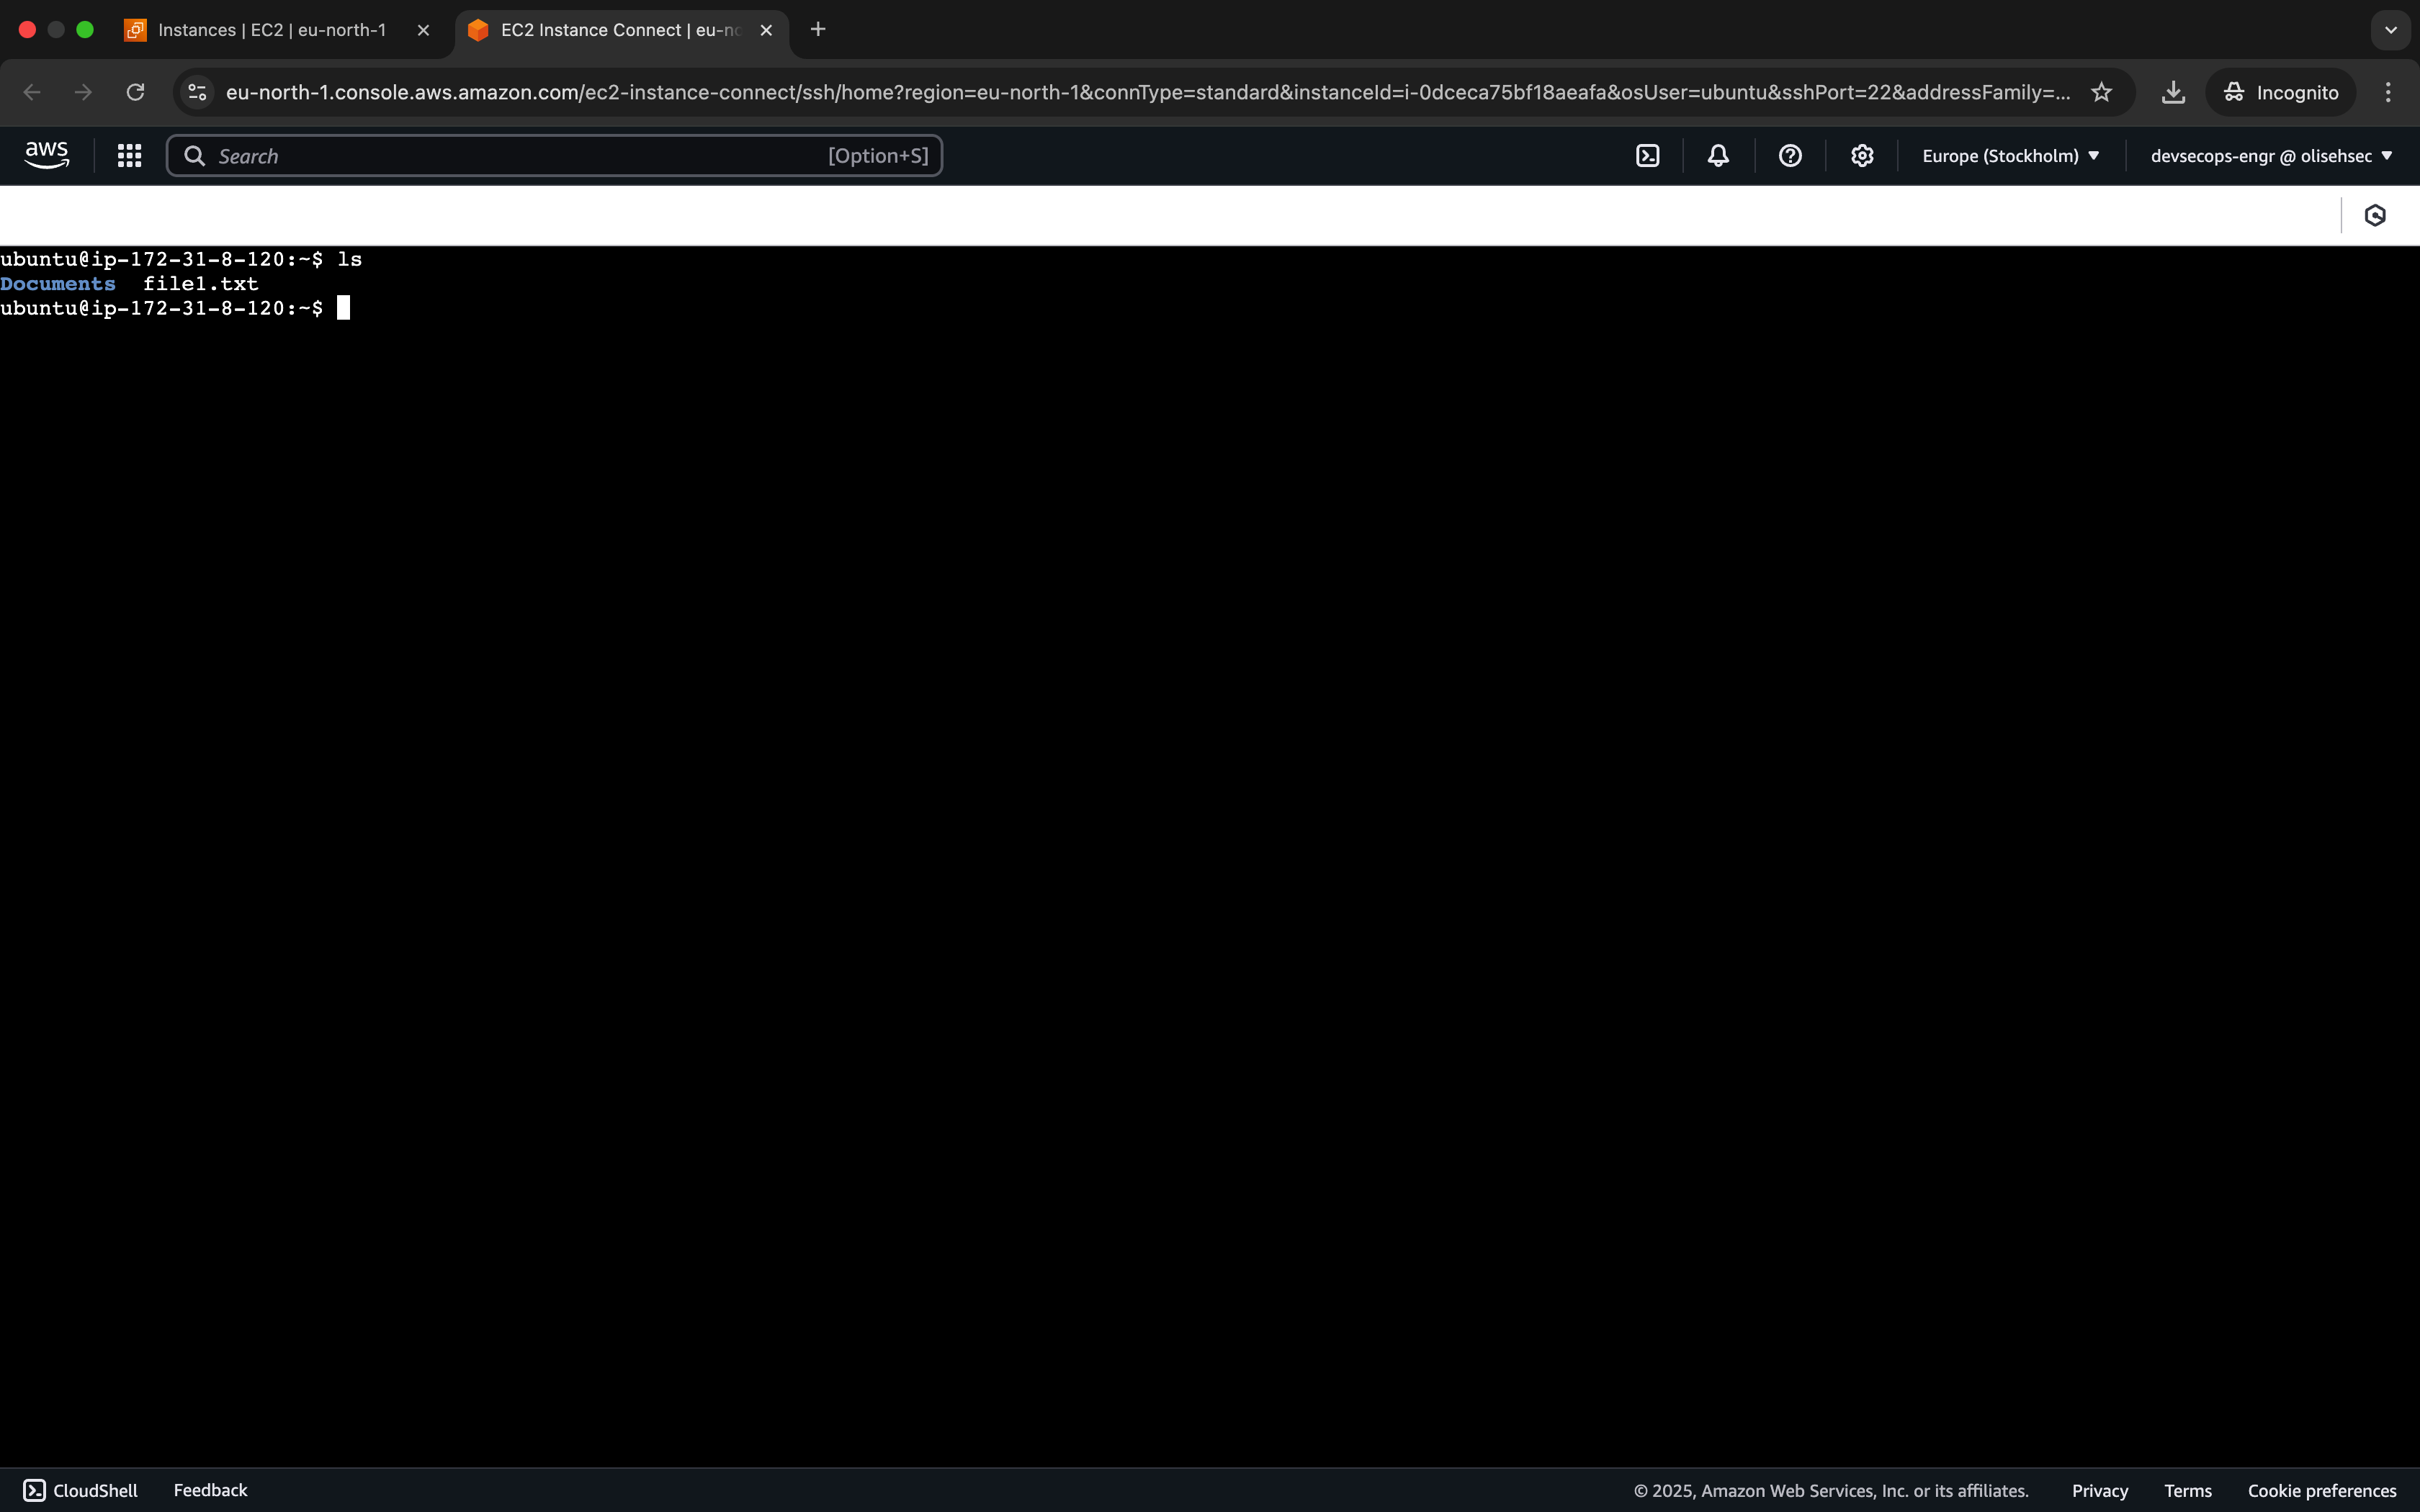 Instances | EC2 | eu-north-1
EC2 Instance Connect | eu-no
eu-north-1.console.aws.amazon.com/ec2-instance-connect/ssh/home?region=eu-north-1&connType=standard&instanceId=i-0dceca75bf18aeafa&osUser=ubuntu&sshPort=22&addressFamily=...
Incognito
aws
Search
[Option+S]
Europe (Stockholm)
devsecops-engr @ olisehsec
ubuntu@ip-172-31-8-120:~$ ls
Documents file1.txt
ubuntu@ip-172-31-8-120:~$
CloudShell
Feedback
© 2025, Amazon Web Services, Inc. or its affiliates.
Privacy
Terms
Cookie preferences